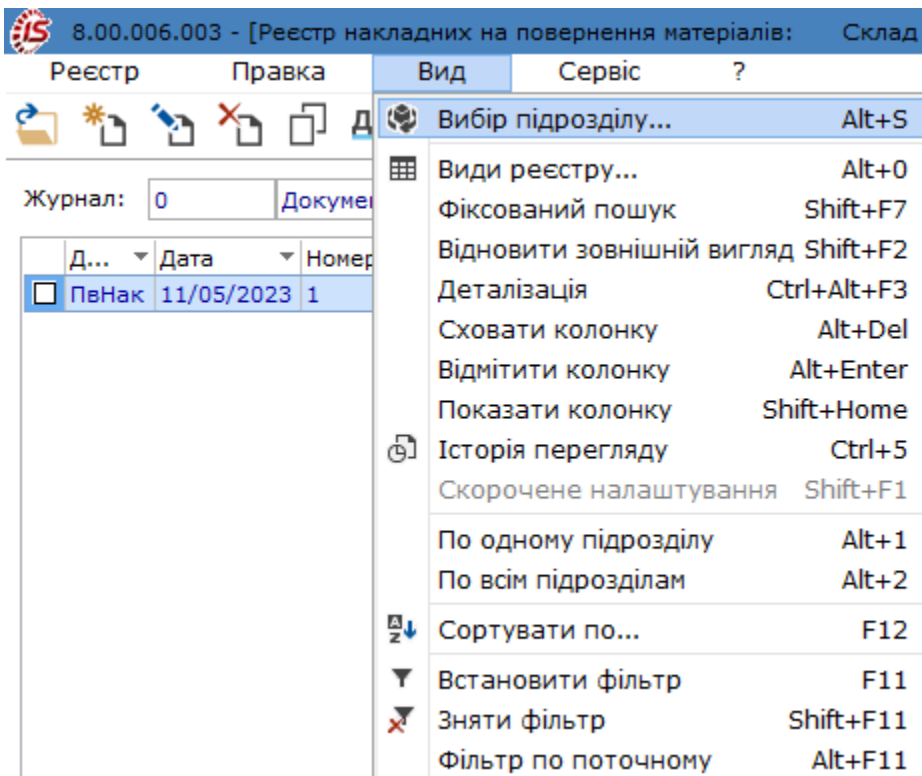 IS 8.00.006.003 - [Реєстр накладних на повернення матеріалів: Склад
Реєстр Правка Вид Сервіс ?
Вибір підрозділу... Alt+S
Види реєстру... Alt+0
Журнал: 0 Докумен
Фіксований пошук Shift+F7
Відновити зовнішній вигляд Shift+F2
Д... Дата Номер
ПвНак 11/05/2023 1
Деталізація Ctrl+Alt+F3
Сховати колонку Alt+Del
Відмітити колонку Alt+Enter
Показати колонку Shift+Home
Історія перегляду Ctrl+5
Скорочене налаштування Shift+F1
По одному підрозділу Alt+1
По всім підрозділам Alt+2
Сортувати по... F12
Встановити фільтр F11
Зняти фільтр Shift+F11
Фільтр по поточному Alt+F11